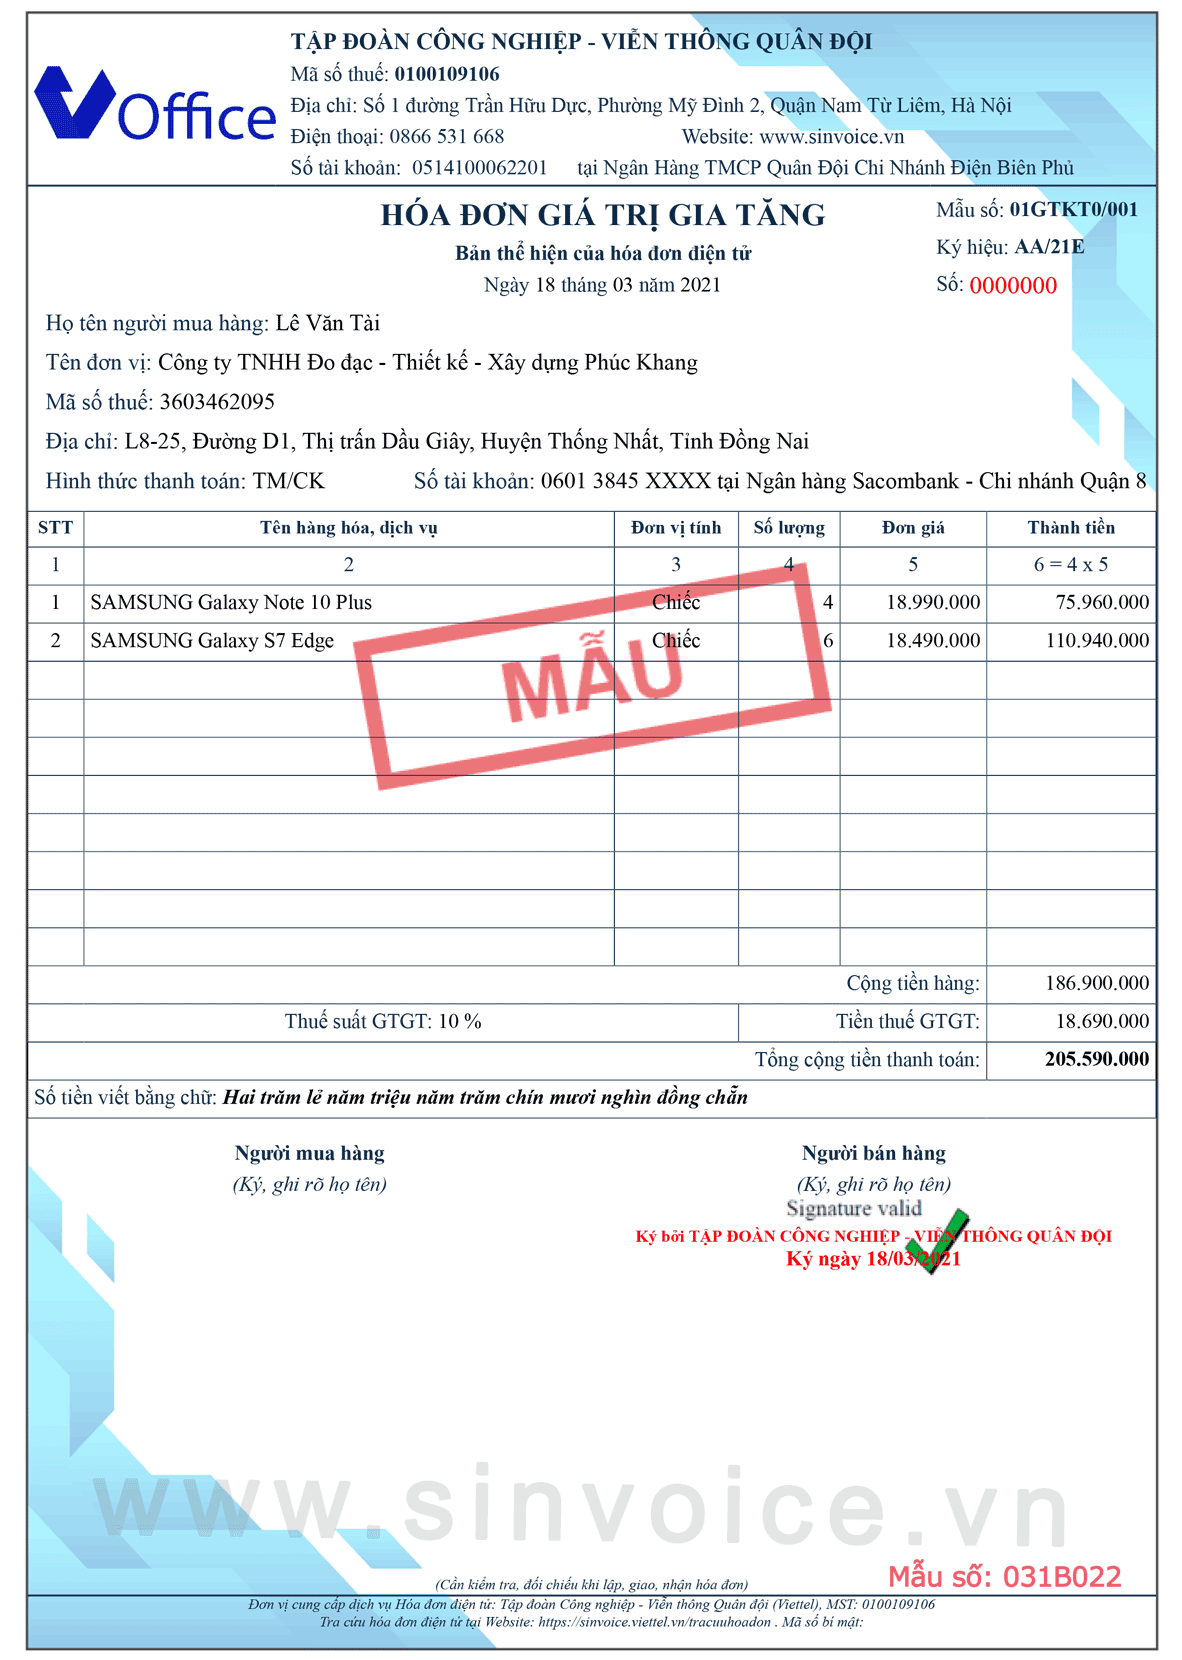 TẬP ĐOÀN CÔNG NGHIỆP - VIỄN THÔNG QUÂN ĐỘI
Mã số thuế: 0100109106
Office
Địa chỉ: Số 1 đường Trần Hữu Dực, Phường Mỹ Đình 2, Quận Nam Từ Liêm, Hà Nội
Điện thoại: 0866 531 668 Website: www.sinvoice.vn
Số tài khoản: 0514100062201 tại Ngân Hàng TMCP Quân Đội Chi Nhánh Điện Biên Phủ
HÓA ĐƠN GIÁ TRỊ GIA TĂNG
Mẫu số: 01GTKT0/001
Bản thể hiện của hóa đơn điện tử
Ký hiệu: AA/21E
Ngày 18 tháng 03 năm 2021
Số: 0000000
Họ tên người mua hàng: Lê Văn Tài
Tên đơn vị: Công ty TNHH Đo đạc - Thiết kế - Xây dựng Phúc Khang
Mã số thuế: 3603462095
Địa chỉ: L8-25, Đường D1, Thị trấn Dầu Giây, Huyện Thống Nhất, Tỉnh Đồng Nai
Hình thức thanh toán: TM/CK Số tài khoản: 0601 3845 XXXX tại Ngân hàng Sacombank - Chi nhánh Quận 8
STT Tên hàng hóa, dịch vụ Đơn vị tính Số lượng Đơn giá Thành tiền
1 2 3 4 5 6 = 4 x 5
1 SAMSUNG Galaxy Note 10 Plus Chiếc 4 18.990.000 75.960.000
2 SAMSUNG Galaxy S7 Edge Chiếc 6 18.490.000 110.940.000
MẪU
Cộng tiền hàng: 186.900.000
Thuế suất GTGT: 10 % Tiền thuế GTGT: 18.690.000
Tổng cộng tiền thanh toán: 205.590.000
Số tiền viết bằng chữ: Hai trăm lẻ năm triệu năm trăm chín mươi nghìn đồng chẵn
Người mua hàng Người bán hàng
(Ký, ghi rõ họ tên) (Ký, ghi rõ họ tên)
Signature valid
Ký bởi TẬP ĐOÀN CÔNG NGHIỆP - VIỄN THÔNG QUÂN ĐỘI
Ký ngày 18/03/2021
www.sinvoice.vn
Mẫu số: 031B022
(Cần kiểm tra, đối chiếu khi lập, giao, nhận hóa đơn)
Đơn vị cung cấp dịch vụ Hóa đơn điện tử: Tập đoàn Công nghiệp - Viễn thông Quân đội (Viettel), MST: 0100109106
Tra cứu hóa đơn điện tử tại Website: https://sinvoice.viettel.vn/tracuuhoadon . Mã số bí mật: